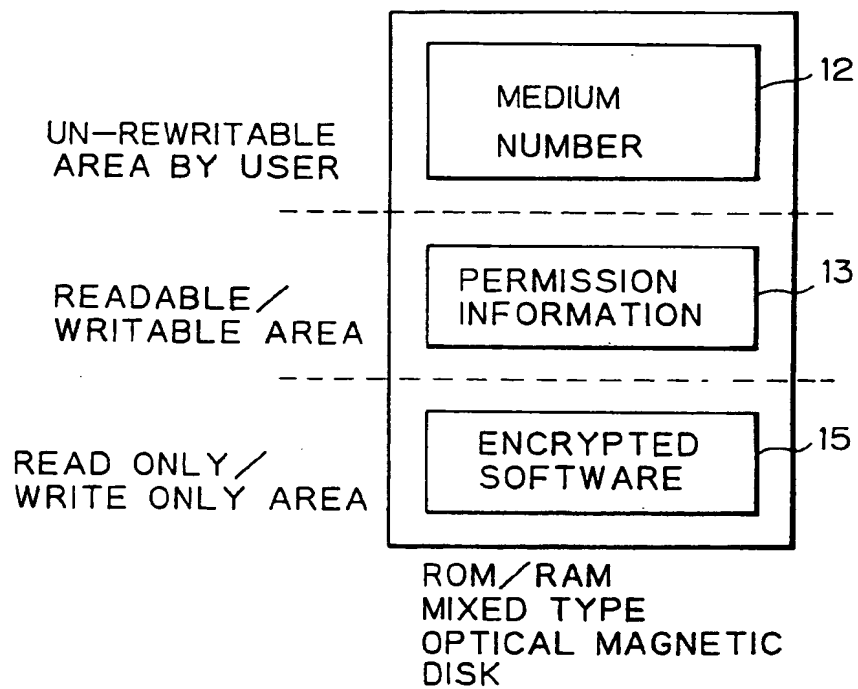 MEDIUM
NUMBER
12
UN-REWRITABLE
AREA BY USER
PERMISSION
INFORMATION
13
READABLE/
WRITABLE AREA
ENCRYPTED
SOFTWARE
15
READ ONLY/
WRITE ONLY AREA
ROM/RAM
MIXED TYPE
OPTICAL MAGNETIC
DISK